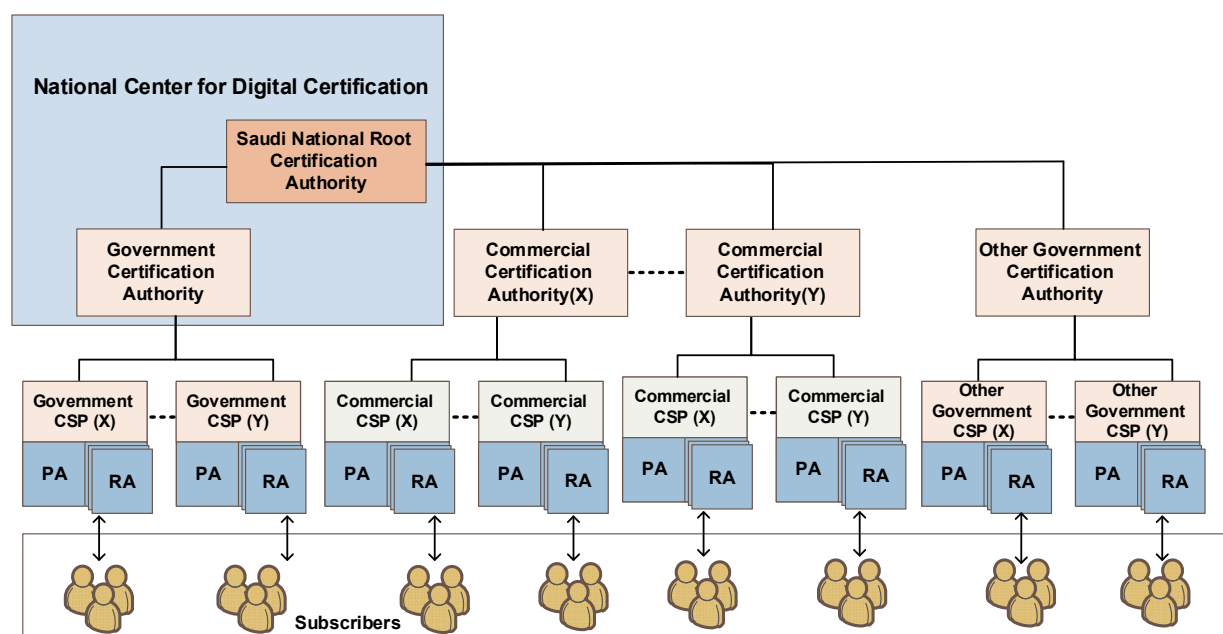 National Center for Digital Certification
Saudi National Root
Certification
Authority
Government
Certification
Authority
Commercial
Certification
Authority(X)
Commercial
Certification
Authority(Y)
Other Government
Certification
Authority
Government
CSP (X)
Government
CSP (Y)
Commercial
CSP (X)
Commercial
CSP (Y)
Commercial
CSP (X)
Commercial
CSP (Y)
Other
Government
CSP (X)
Other
Government
CSP (Y)
PA
RA
PA
RA
PA
RA
PA
RA
PA
RA
PA
RA
PA
RA
PA
RA
Subscribers